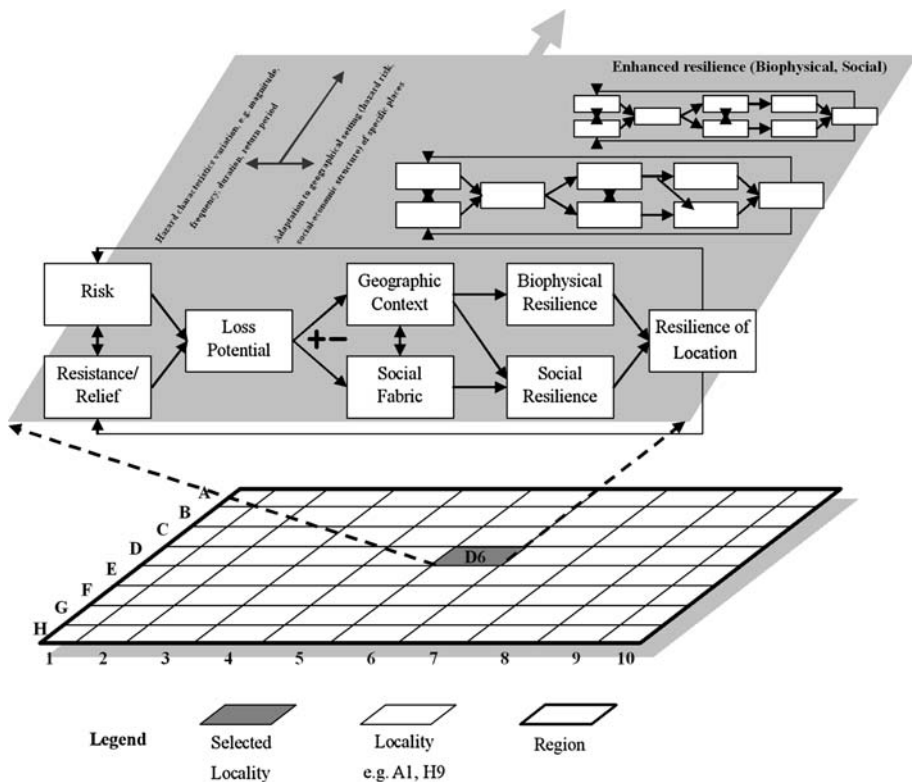 Enhanced resilience (Biophysical, Social)
Hazard characteristics variation, e.g. magnitude,
frequency, duration, return period
Adaptation to geographical setting (hazard risk,
social-economic structure) of specific places
Risk
Resistance/
Relief
Loss
Potential
+ −
Geographic
Context
Social
Fabric
Biophysical
Resilience
Social
Resilience
Resilience of
Location
A
B
C
D
E
F
G
H
D6
1 2 3 4 5 6 7 8 9 10
Legend
Selected
Locality
Locality
e.g. A1, H9
Region